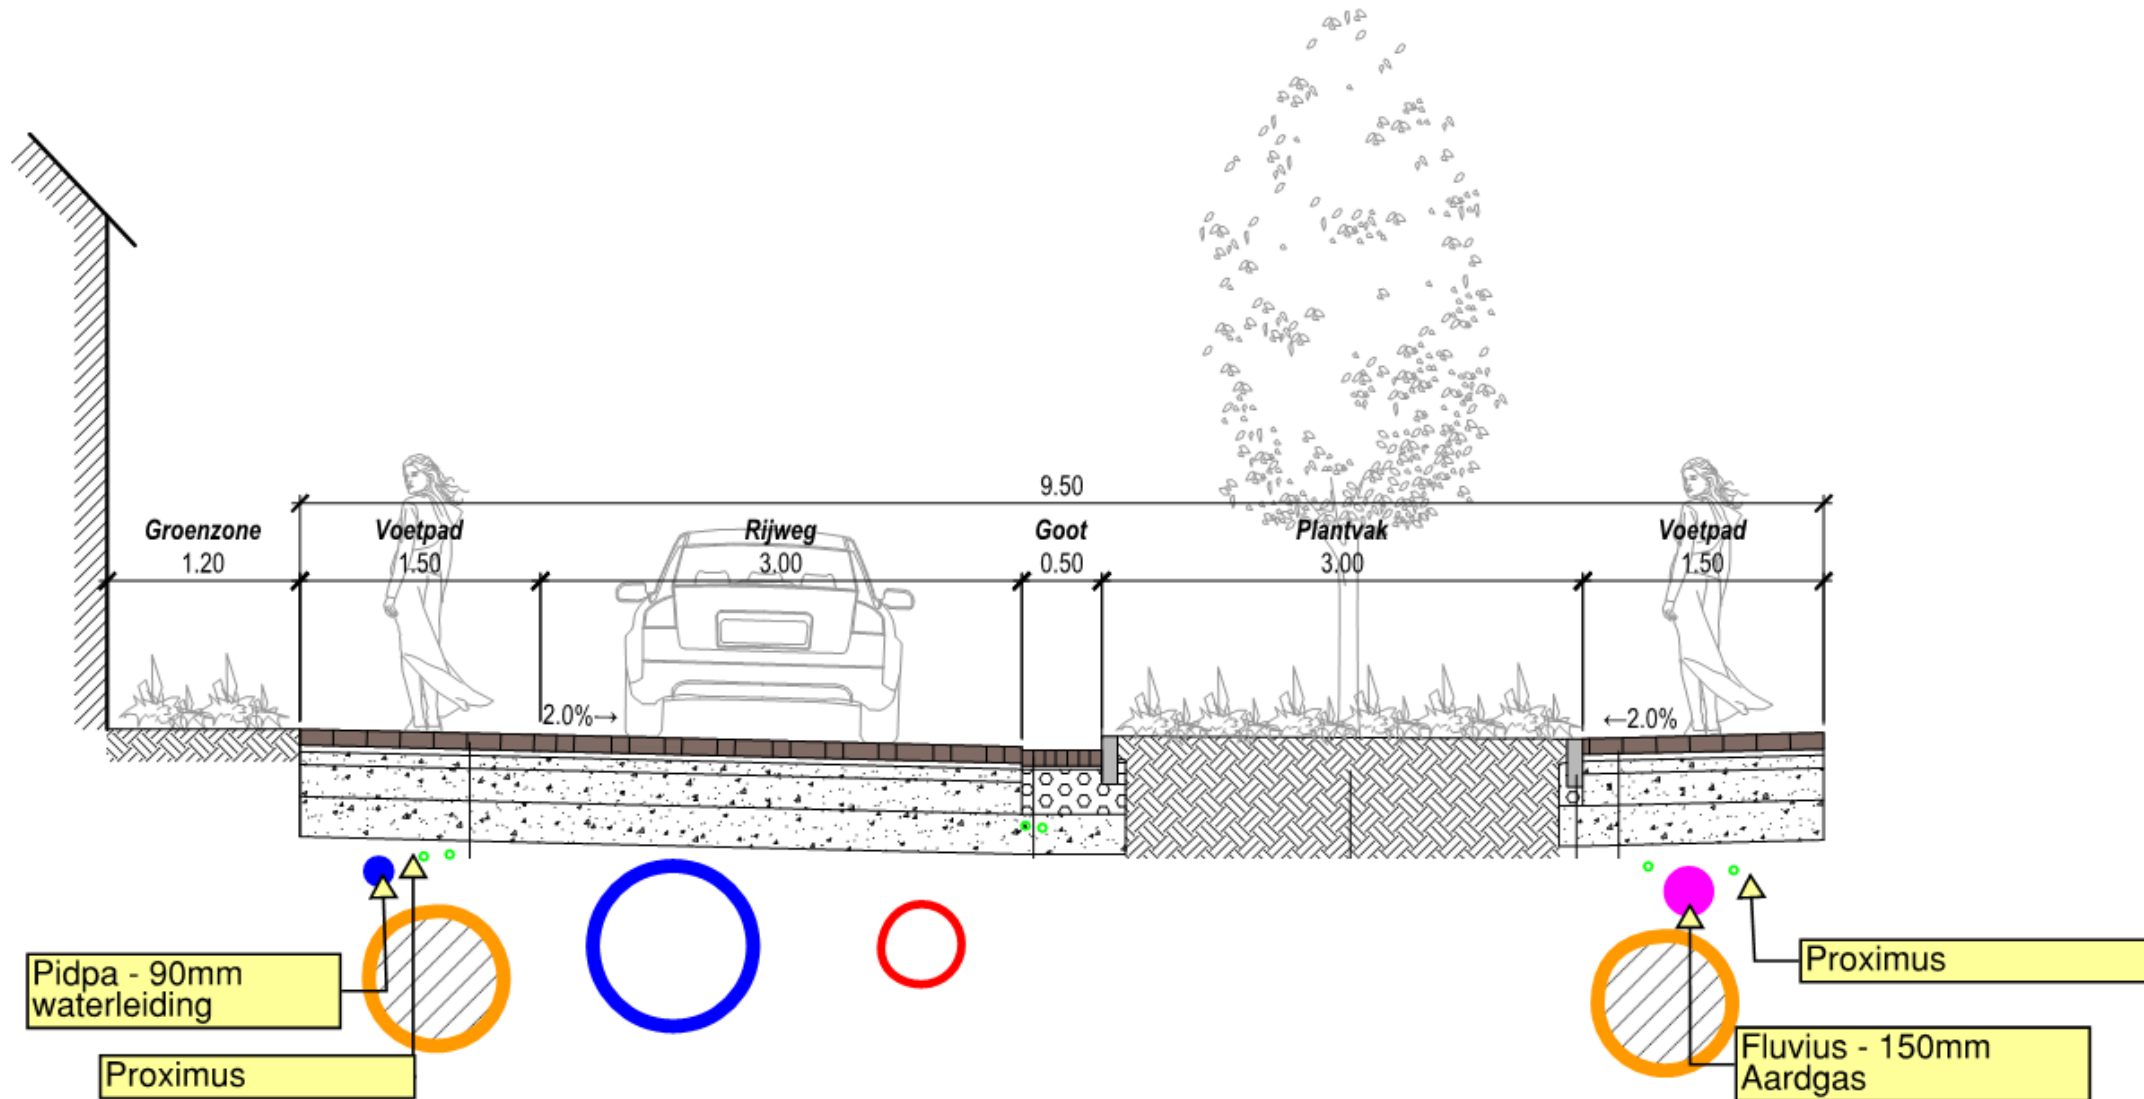 9.50
Groenzone Voetpad Rijweg Goot Plantvak Voetpad
1.20 1.50 3.00 0.50 3.00 1.50
2.0%→ ←2.0%
Pidpa - 90mm
waterleiding
Proximus
Proximus
Fluvius - 150mm
Aardgas